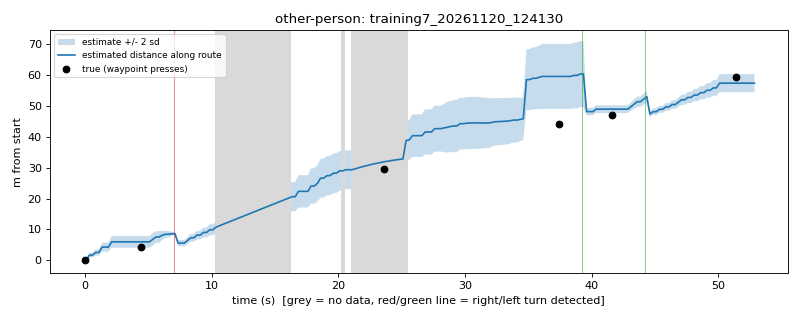 other-person: training7_20261120_124130
estimate +/- 2 sd
estimated distance along route
true (waypoint presses)
m from start
70
60
50
40
30
20
10
0
0 10 20 30 40 50
time (s)  [grey = no data, red/green line = right/left turn detected]